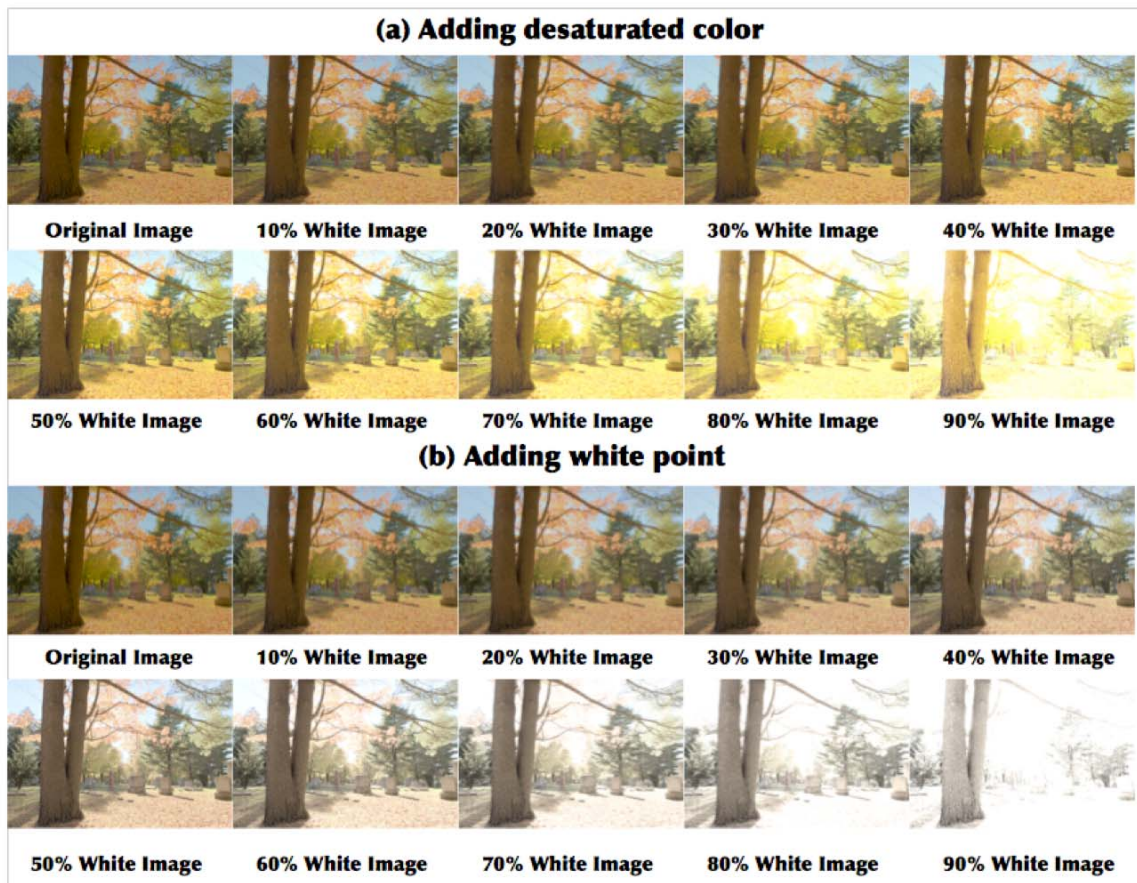 (a) Adding desaturated color
Original Image 10% White Image 20% White Image 30% White Image 40% White Image
50% White Image 60% White Image 70% White Image 80% White Image 90% White Image
(b) Adding white point
Original Image 10% White Image 20% White Image 30% White Image 40% White Image
50% White Image 60% White Image 70% White Image 80% White Image 90% White Image